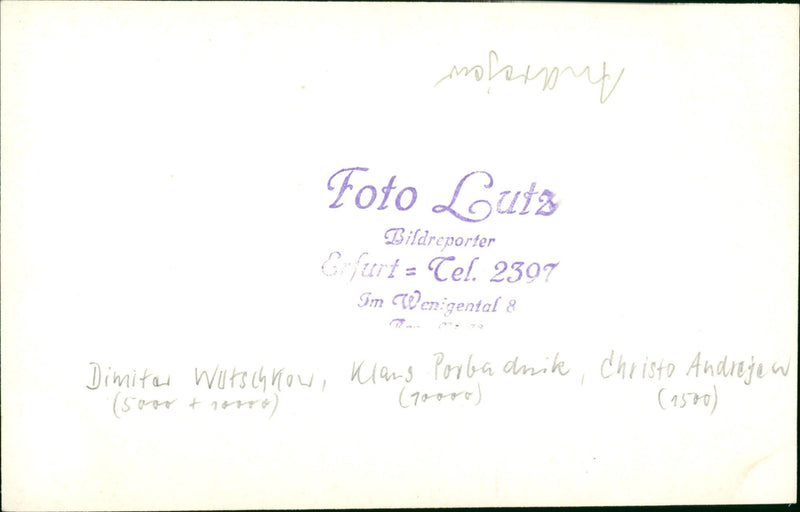 Andrejew
Foto Lutz
Bildreporter
Erfurt = Tel. 2397
Im Wenigental 8
Dimitar Wutschkow, Klaus Porbadnik, Christo Andrejew
(5000 + 10000) (10000) (1500)